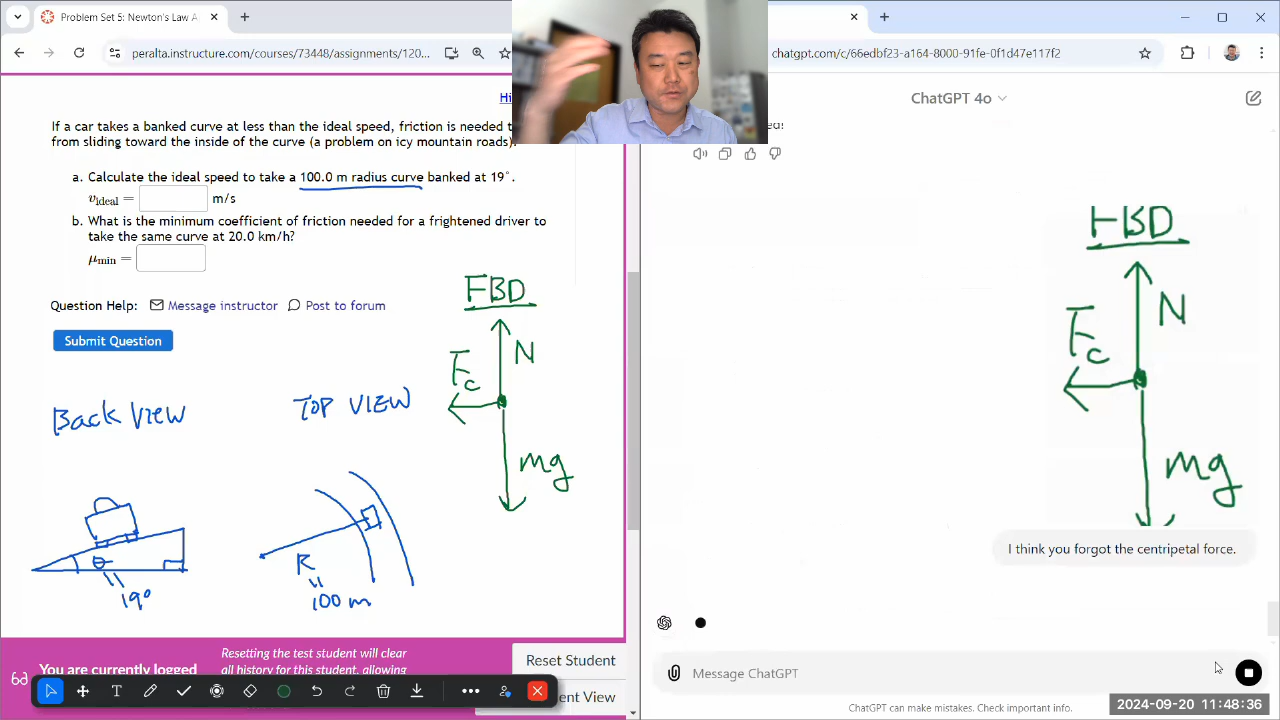 Problem Set 5: Newton's Law A
peralta.instructure.com/courses/73448/assignments/120...
chatgpt.com/c/66edbf23-a164-8000-91fe-0f1d47e117f2
ChatGPT 4o
Hi
If a car takes a banked curve at less than the ideal speed, friction is needed t
from sliding toward the inside of the curve (a problem on icy mountain roads).
a. Calculate the ideal speed to take a 100.0 m radius curve banked at 19°.
v ideal = m/s
b. What is the minimum coefficient of friction needed for a frightened driver to
take the same curve at 20.0 km/h?
μ min =
Question Help: Message instructor Post to forum
Submit Question
FBD
N
Fc
mg
Back View
TOP VIEW
θ
19°
R
100 m
FBD
N
Fc
mg
I think you forgot the centripetal force.
Message ChatGPT
ChatGPT can make mistakes. Check important info.
2024-09-20 11:48:36
You are currently logged
Resetting the test student will clear
all history for this student, allowing
Reset Student
ent View